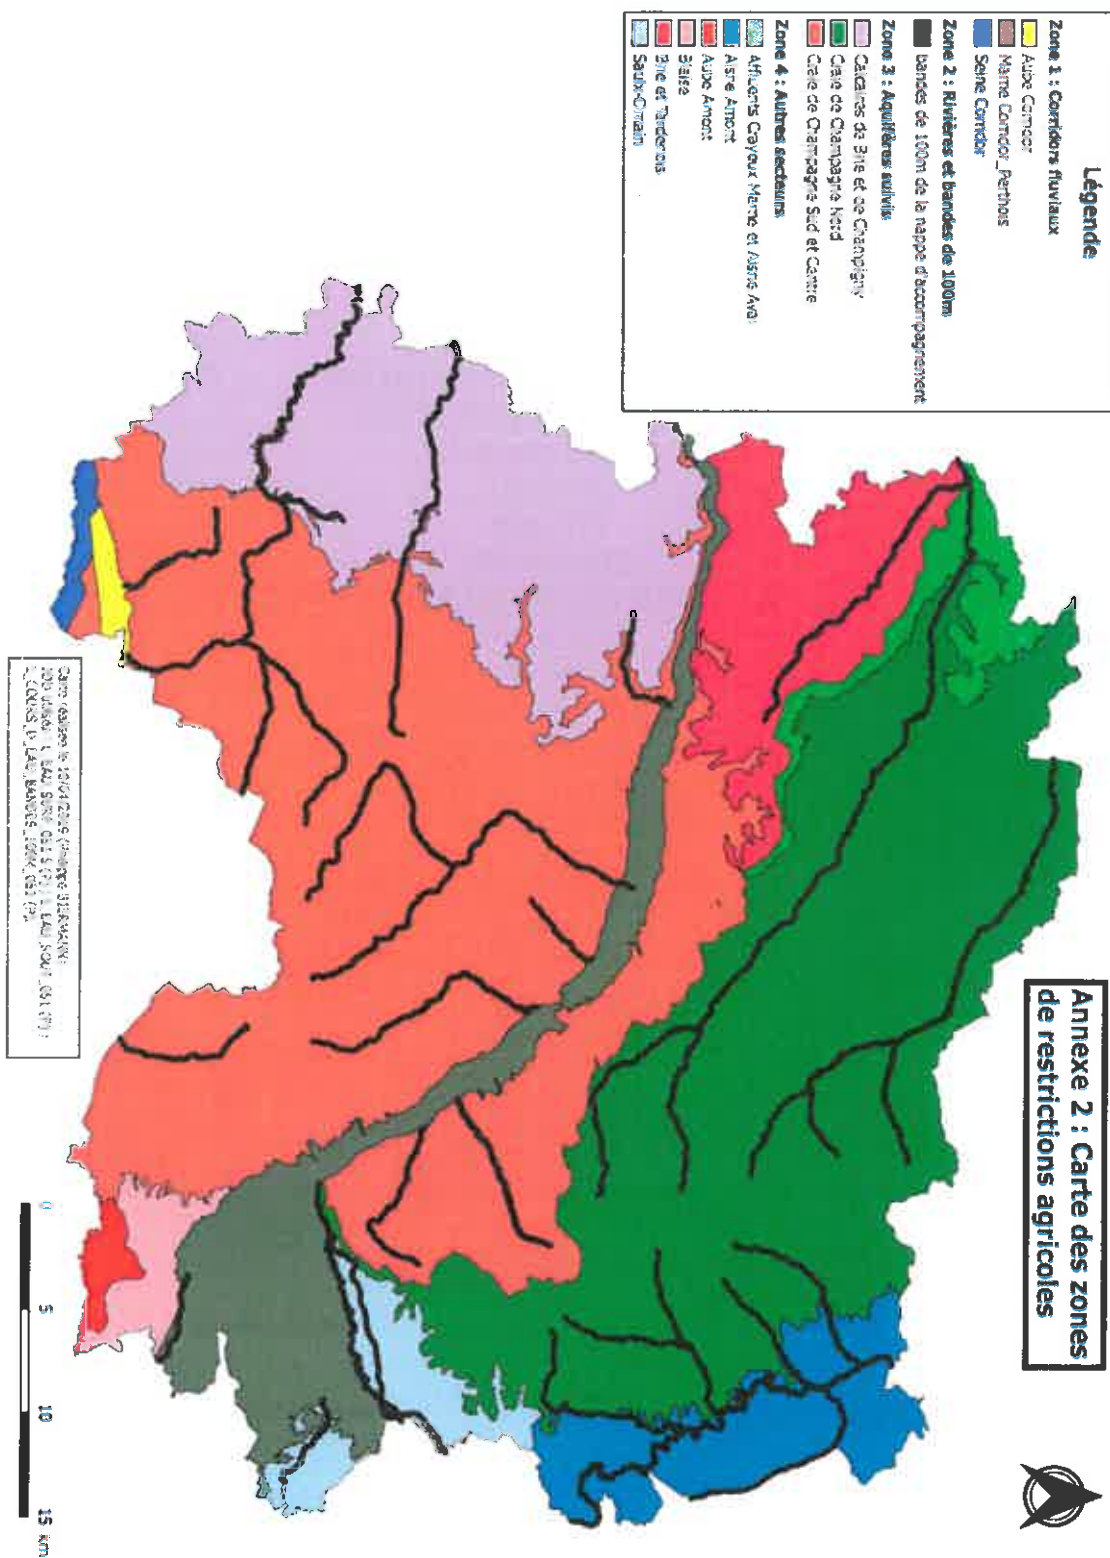 Annexe 2 : Carte des zones
de restrictions agricoles
Légende
Zone 1 : Corridors fluviaux
Aube Corridor
Marne Corridor_Perthois
Seine Corridor
Zone 2 : Rivières et bandes de 100m
bandes de 100m de la nappe d'accompagnement
Zone 3 : Aquifères suivis
Calcaires de Brie et de Champigny
Craie de Champagne Nord
Craie de Champagne Sud et Centre
Zone 4 : Autres secteurs
Affluents Crayeux Marne et Aisne Aval
Aisne Amont
Aube Amont
Blaise
Brie et Tardenois
Saulx-Ornain
0 5 10 15 km
Carte réalisée le